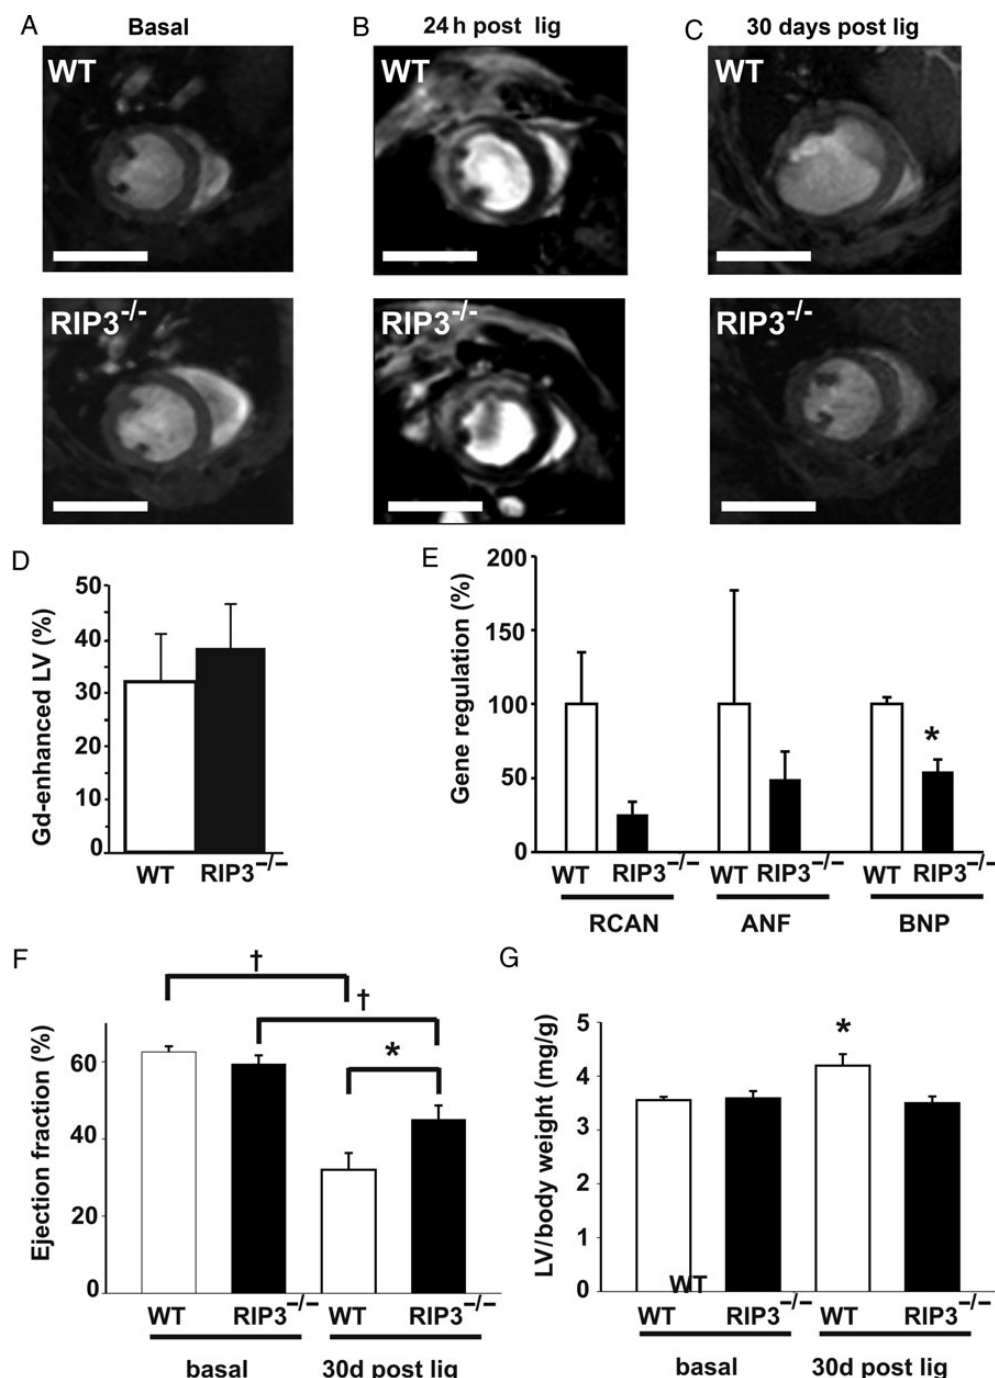 A
Basal
B
24 h post lig
C
30 days post lig
WT
WT
WT
RIP3-/-
RIP3-/-
RIP3-/-
D
Gd-enhanced LV (%)
50
40
30
20
10
0
WT
RIP3-/-
E
Gene regulation (%)
200
150
100
50
0
*
WT RIP3-/-
WT RIP3-/-
WT RIP3-/-
RCAN
ANF
BNP
F
Ejection fraction (%)
60
40
20
0
†
†
*
WT RIP3-/- WT RIP3-/-
basal
30d post lig
G
LV/body weight (mg/g)
5
4
3
2
1
0
*
WT
WT RIP3-/- WT RIP3-/-
basal
30d post lig